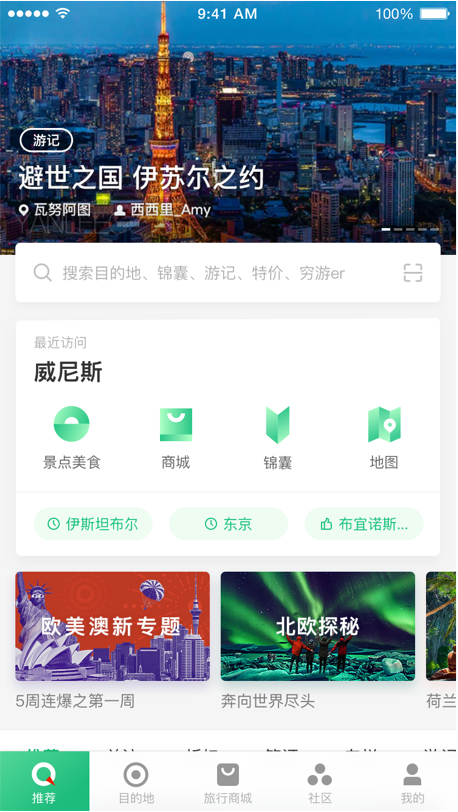 9:41 AM 100%
游记
避世之国 伊苏尔之约
瓦努阿图 西西里_Amy
搜索目的地、锦囊、游记、特价、穷游er
最近访问
威尼斯
景点美食 商城 锦囊 地图
伊斯坦布尔 东京 布宜诺斯...
欧美澳新专题 北欧探秘
5周连爆之第一周 奔向世界尽头 荷兰
推荐 目的地 旅行商城 社区 我的